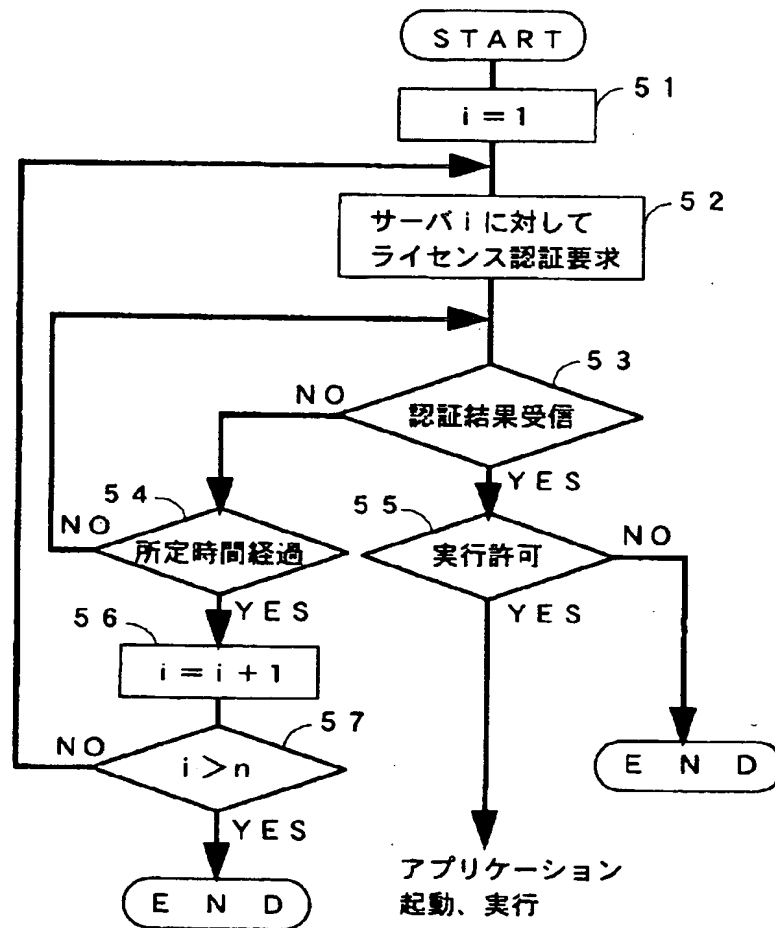 START
51
i=1
52
サーバiに対して
ライセンス認証要求
53
NO
認証結果受信
YES
54
NO
所定時間経過
YES
55
実行許可
NO
YES
56
i=i+1
57
NO
i>n
YES
END
END
アプリケーション
起動、実行